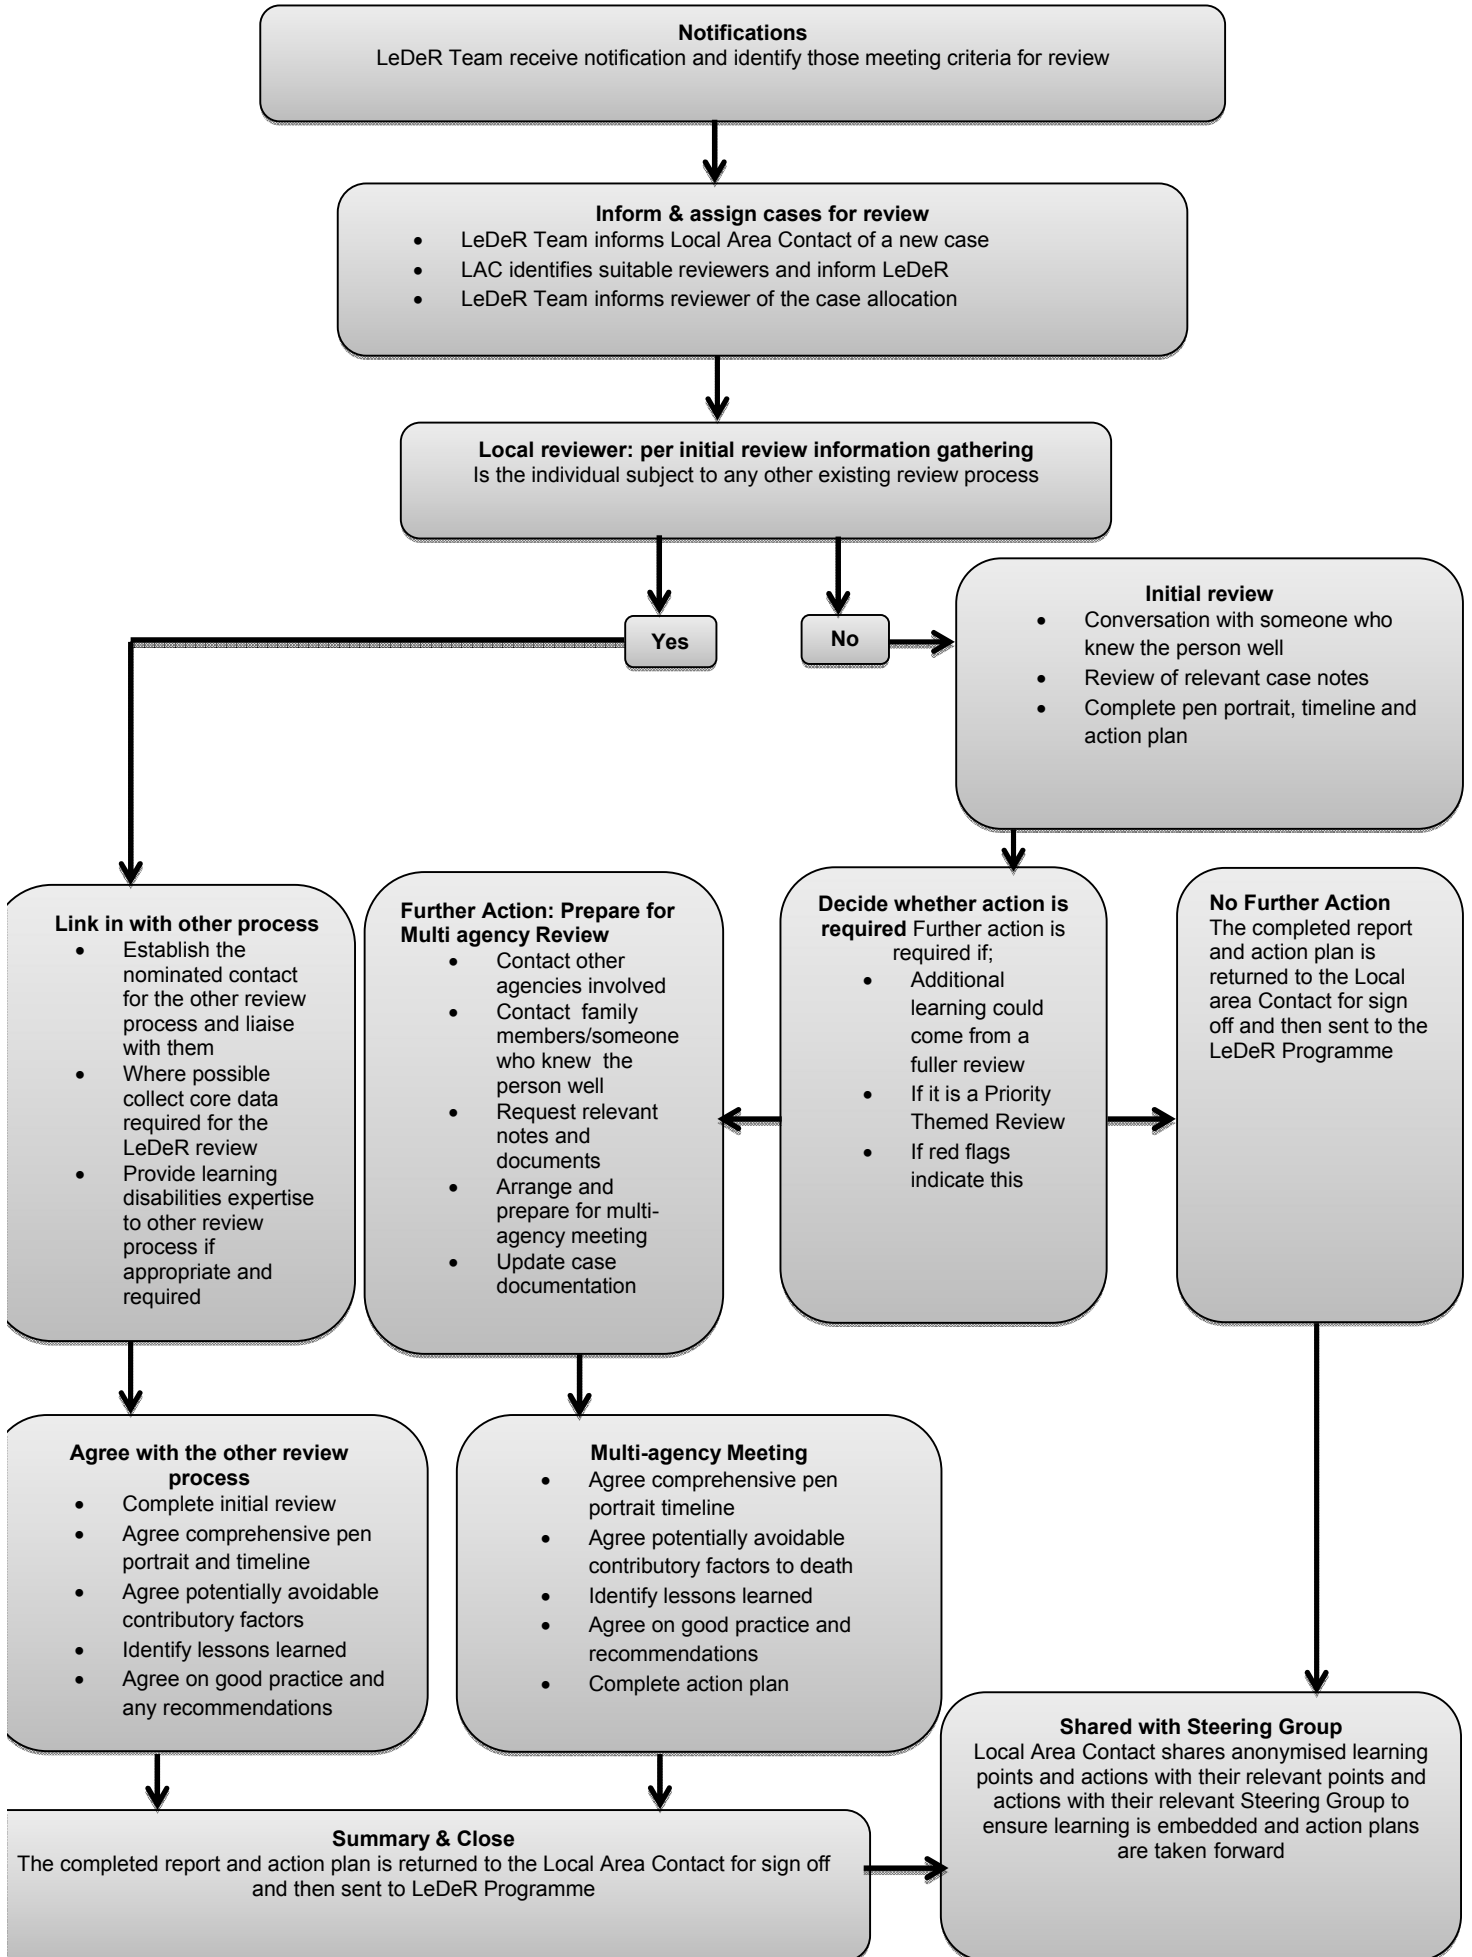 Notifications
LeDeR Team receive notification and identify those meeting criteria for review
Inform & assign cases for review
• LeDeR Team informs Local Area Contact of a new case
• LAC identifies suitable reviewers and inform LeDeR
• LeDeR Team informs reviewer of the case allocation
Local reviewer: per initial review information gathering
Is the individual subject to any other existing review process
Yes
No
Initial review
• Conversation with someone who
knew the person well
• Review of relevant case notes
• Complete pen portrait, timeline and
action plan
Link in with other process
• Establish the
nominated contact
for the other review
process and liaise
with them
• Where possible
collect core data
required for the
LeDeR review
• Provide learning
disabilities expertise
to other review
process if
appropriate and
required
Further Action: Prepare for
Multi agency Review
• Contact other
agencies involved
• Contact family
members/someone
who knew the
person well
• Request relevant
notes and
documents
• Arrange and
prepare for multi-
agency meeting
• Update case
documentation
Decide whether action is
required Further action is
required if;
• Additional
learning could
come from a
fuller review
• If it is a Priority
Themed Review
• If red flags
indicate this
No Further Action
The completed report
and action plan is
returned to the Local
area Contact for sign
off and then sent to the
LeDeR Programme
Agree with the other review
process
• Complete initial review
• Agree comprehensive pen
portrait and timeline
• Agree potentially avoidable
contributory factors
• Identify lessons learned
• Agree on good practice and
any recommendations
Multi-agency Meeting
• Agree comprehensive pen
portrait timeline
• Agree potentially avoidable
contributory factors to death
• Identify lessons learned
• Agree on good practice and
recommendations
• Complete action plan
Shared with Steering Group
Local Area Contact shares anonymised learning
points and actions with their relevant points and
actions with their relevant Steering Group to
ensure learning is embedded and action plans
are taken forward
Summary & Close
The completed report and action plan is returned to the Local Area Contact for sign off
and then sent to LeDeR Programme